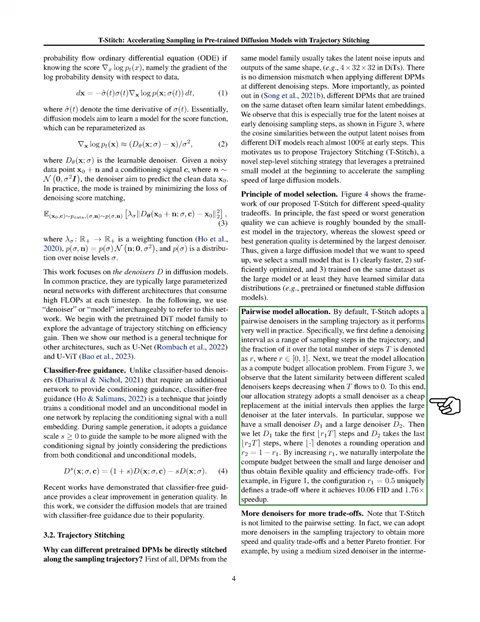 T-Stitch: Accelerating Sampling in Pre-trained Diffusion Models with Trajectory Stitching
probability flow ordinary differential equation (ODE) if
knowing the score ∇x log pt(x), namely the gradient of the
log probability density with respect to data,
dx = −σ̇(t)σ(t)∇x log p(x; σ(t)) dt, (1)
where σ̇(t) denote the time derivative of σ(t). Essentially,
diffusion models aim to learn a model for the score function,
which can be reparameterized as
∇x log pt(x) ≈ (Dθ(x; σ) − x)/σ², (2)
where Dθ(x; σ) is the learnable denoiser. Given a noisy
data point x0 + n and a conditioning signal c, where n ∼
N (0, σ²I), the denoiser aim to predict the clean data x0.
In practice, the mode is trained by minimizing the loss of
denoising score matching,
E(x0,c)∼pdata,(σ,n)∼p(σ,n) [λσ∥Dθ(x0 + n; σ, c) − x0∥²₂],
(3)
where λσ: R+ → R+ is a weighting function (Ho et al.,
2020), p(σ, n) = p(σ) N (n; 0, σ²), and p(σ) is a distribu-
tion over noise levels σ.
This work focuses on the denoisers D in diffusion models.
In common practice, they are typically large parameterized
neural networks with different architectures that consume
high FLOPs at each timestep. In the following, we use
“denoiser” or “model” interchangeably to refer to this net-
work. We begin with the pretrained DiT model family to
explore the advantage of trajectory stitching on efficiency
gain. Then we show our method is a general technique for
other architectures, such as U-Net (Rombach et al., 2022)
and U-ViT (Bao et al., 2023).
Classifier-free guidance. Unlike classifier-based denois-
ers (Dhariwal & Nichol, 2021) that require an additional
network to providing conditioning guidance, classifier-free
guidance (Ho & Salimans, 2022) is a technique that jointly
trains a conditional model and an unconditional model in
one network by replacing the conditioning signal with a null
embedding. During sample generation, it adopts a guidance
scale s ≥ 0 to guide the sample to be more aligned with the
conditioning signal by jointly considering the predictions
from both conditional and unconditional models,
Dˢ(x; σ, c) = (1 + s)D(x; σ, c) − sD(x; σ). (4)
Recent works have demonstrated that classifier-free guid-
ance provides a clear improvement in generation quality. In
this work, we consider the diffusion models that are trained
with classifier-free guidance due to their popularity.
3.2. Trajectory Stitching
Why can different pretrained DPMs be directly stitched
along the sampling trajectory? First of all, DPMs from the
same model family usually takes the latent noise inputs and
outputs of the same shape, (e.g., 4 × 32 × 32 in DiTs). There
is no dimension mismatch when applying different DPMs
at different denoising steps. More importantly, as pointed
out in (Song et al., 2021b), different DPMs that are trained
on the same dataset often learn similar latent embeddings.
We observe that this is especially true for the latent noises at
early denoising sampling steps, as shown in Figure 3, where
the cosine similarities between the output latent noises from
different DiT models reach almost 100% at early steps. This
motivates us to propose Trajectory Stitching (T-Stitch), a
novel step-level stitching strategy that leverages a pretrained
small model at the beginning to accelerate the sampling
speed of large diffusion models.
Principle of model selection. Figure 4 shows the frame-
work of our proposed T-Stitch for different speed-quality
tradeoffs. In principle, the fast speed or worst generation
quality we can achieve is roughly bounded by the small-
est model in the trajectory, whereas the slowest speed or
best generation quality is determined by the largest denoiser.
Thus, given a large diffusion model that we want to speed
up, we select a small model that is 1) clearly faster, 2) suf-
ficiently optimized, and 3) trained on the same dataset as
the large model or at least they have learned similar data
distributions (e.g., pretrained or finetuned stable diffusion
models).
Pairwise model allocation. By default, T-Stitch adopts a
pairwise denoisers in the sampling trajectory as it performs
very well in practice. Specifically, we first define a denoising
interval as a range of sampling steps in the trajectory, and
the fraction of it over the total number of steps T is denoted
as r, where r ∈ [0, 1]. Next, we treat the model allocation
as a compute budget allocation problem. From Figure 3, we
observe that the latent similarity between different scaled
denoisers keeps decreasing when T flows to 0. To this end,
our allocation strategy adopts a small denoiser as a cheap
replacement at the initial intervals then applies the large
denoiser at the later intervals. In particular, suppose we
have a small denoiser D1 and a large denoiser D2. Then
we let D1 take the first ⌊r1T⌉ steps and D2 takes the last
⌊r2T⌉ steps, where ⌊·⌉ denotes a rounding operation and
r2 = 1 − r1. By increasing r1, we naturally interpolate the
compute budget between the small and large denoiser and
thus obtain flexible quality and efficiency trade-offs. For
example, in Figure 1, the configuration r1 = 0.5 uniquely
defines a trade-off where it achieves 10.06 FID and 1.76×
speedup.
More denoisers for more trade-offs. Note that T-Stitch
is not limited to the pairwise setting. In fact, we can adopt
more denoisers in the sampling trajectory to obtain more
speed and quality trade-offs and a better Pareto frontier. For
example, by using a medium sized denoiser in the interme-
4